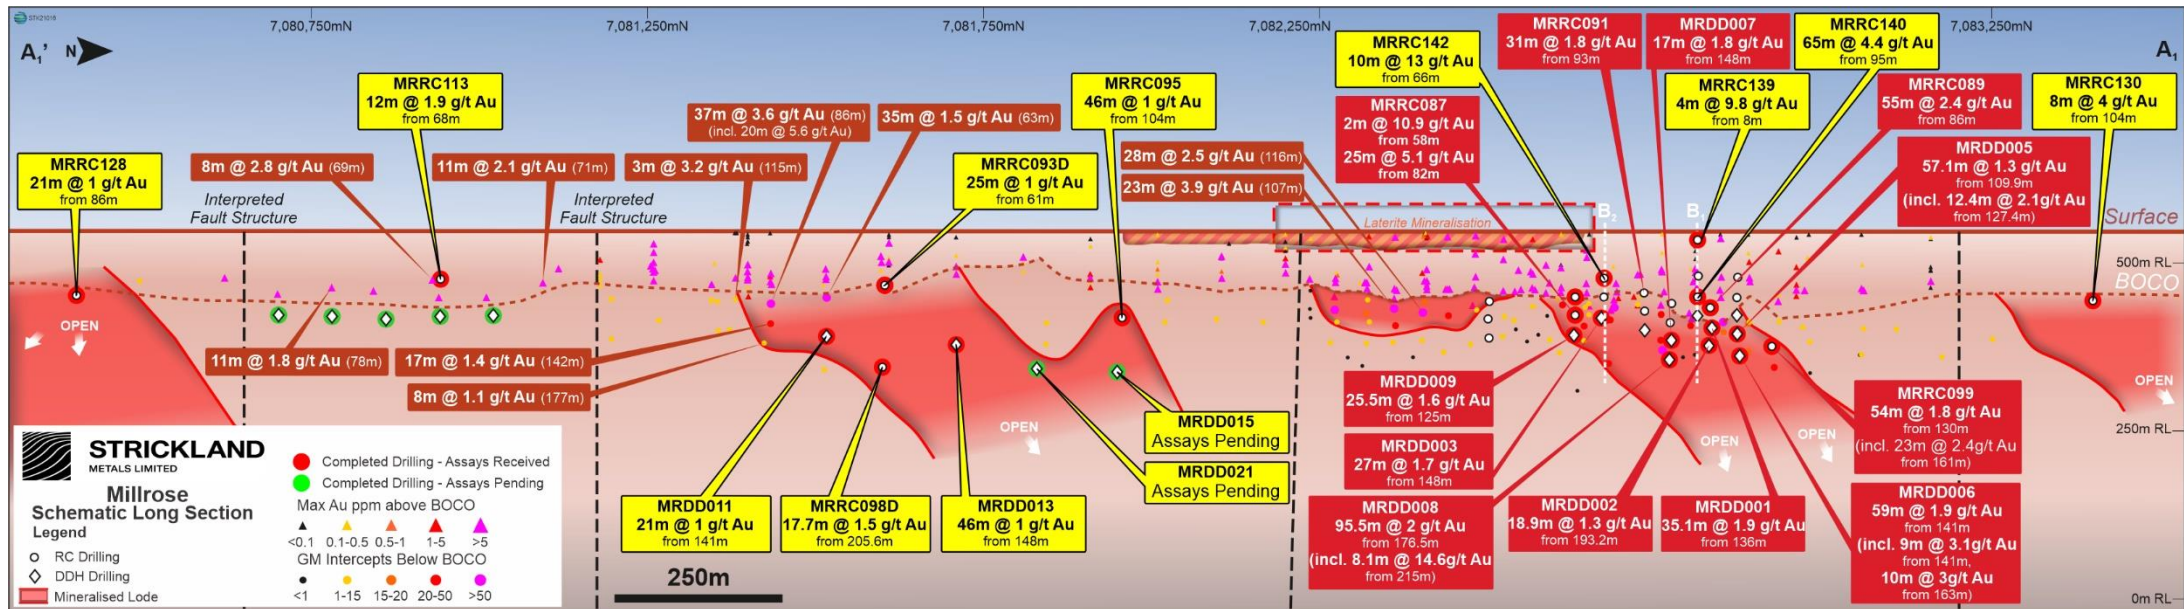 STK21019
7,080,750mN
7,081,250mN
7,081,750mN
7,082,250mN
7,083,250mN
A1'
N
A1
MRRC128
21m @ 1 g/t Au
from 86m
8m @ 2.8 g/t Au (69m)
Interpreted
Fault Structure
MRRC113
12m @ 1.9 g/t Au
from 68m
11m @ 2.1 g/t Au (71m)
Interpreted
Fault Structure
3m @ 3.2 g/t Au (115m)
37m @ 3.6 g/t Au (86m)
(incl. 20m @ 5.6 g/t Au)
35m @ 1.5 g/t Au (63m)
MRRC093D
25m @ 1 g/t Au
from 61m
MRRC095
46m @ 1 g/t Au
from 104m
28m @ 2.5 g/t Au (116m)
23m @ 3.9 g/t Au (107m)
MRRC142
10m @ 13 g/t Au
from 66m
MRRC087
2m @ 10.9 g/t Au
from 58m
25m @ 5.1 g/t Au
from 82m
MRRC091
31m @ 1.8 g/t Au
from 93m
MRDD007
17m @ 1.8 g/t Au
from 148m
MRRC140
65m @ 4.4 g/t Au
from 95m
MRRC139
4m @ 9.8 g/t Au
from 8m
MRRC089
55m @ 2.4 g/t Au
from 86m
MRDD005
57.1m @ 1.3 g/t Au
from 109.9m
(incl. 12.4m @ 2.1g/t Au
from 127.4m)
MRRC130
8m @ 4 g/t Au
from 104m
Laterite Mineralisation
B2
B1
Surface
500m RL
BOCO
OPEN
11m @ 1.8 g/t Au (78m)
17m @ 1.4 g/t Au (142m)
8m @ 1.1 g/t Au (177m)
OPEN
MRDD015
Assays Pending
MRDD021
Assays Pending
MRDD011
21m @ 1 g/t Au
from 141m
MRRC098D
17.7m @ 1.5 g/t Au
from 205.6m
MRDD013
46m @ 1 g/t Au
from 148m
MRDD009
25.5m @ 1.6 g/t Au
from 125m
MRDD003
27m @ 1.7 g/t Au
from 148m
MRDD008
95.5m @ 2 g/t Au
from 176.5m
(incl. 8.1m @ 14.6g/t Au
from 215m)
MRDD002
18.9m @ 1.3 g/t Au
from 193.2m
MRDD001
35.1m @ 1.9 g/t Au
from 136m
OPEN
OPEN
MRRC099
54m @ 1.8 g/t Au
from 130m
(incl. 23m @ 2.4g/t Au
from 161m)
MRDD006
59m @ 1.9 g/t Au
from 141m
(incl. 9m @ 3.1g/t Au
from 141m,
10m @ 3g/t Au
from 163m)
OPEN
250m RL
0m RL
STRICKLAND
METALS LIMITED
Millrose
Schematic Long Section
Legend
RC Drilling
DDH Drilling
Mineralised Lode
Completed Drilling - Assays Received
Completed Drilling - Assays Pending
Max Au ppm above BOCO
<0.1 0.1-0.5 0.5-1 1-5 >5
GM Intercepts Below BOCO
<1 1-15 15-20 20-50 >50
250m